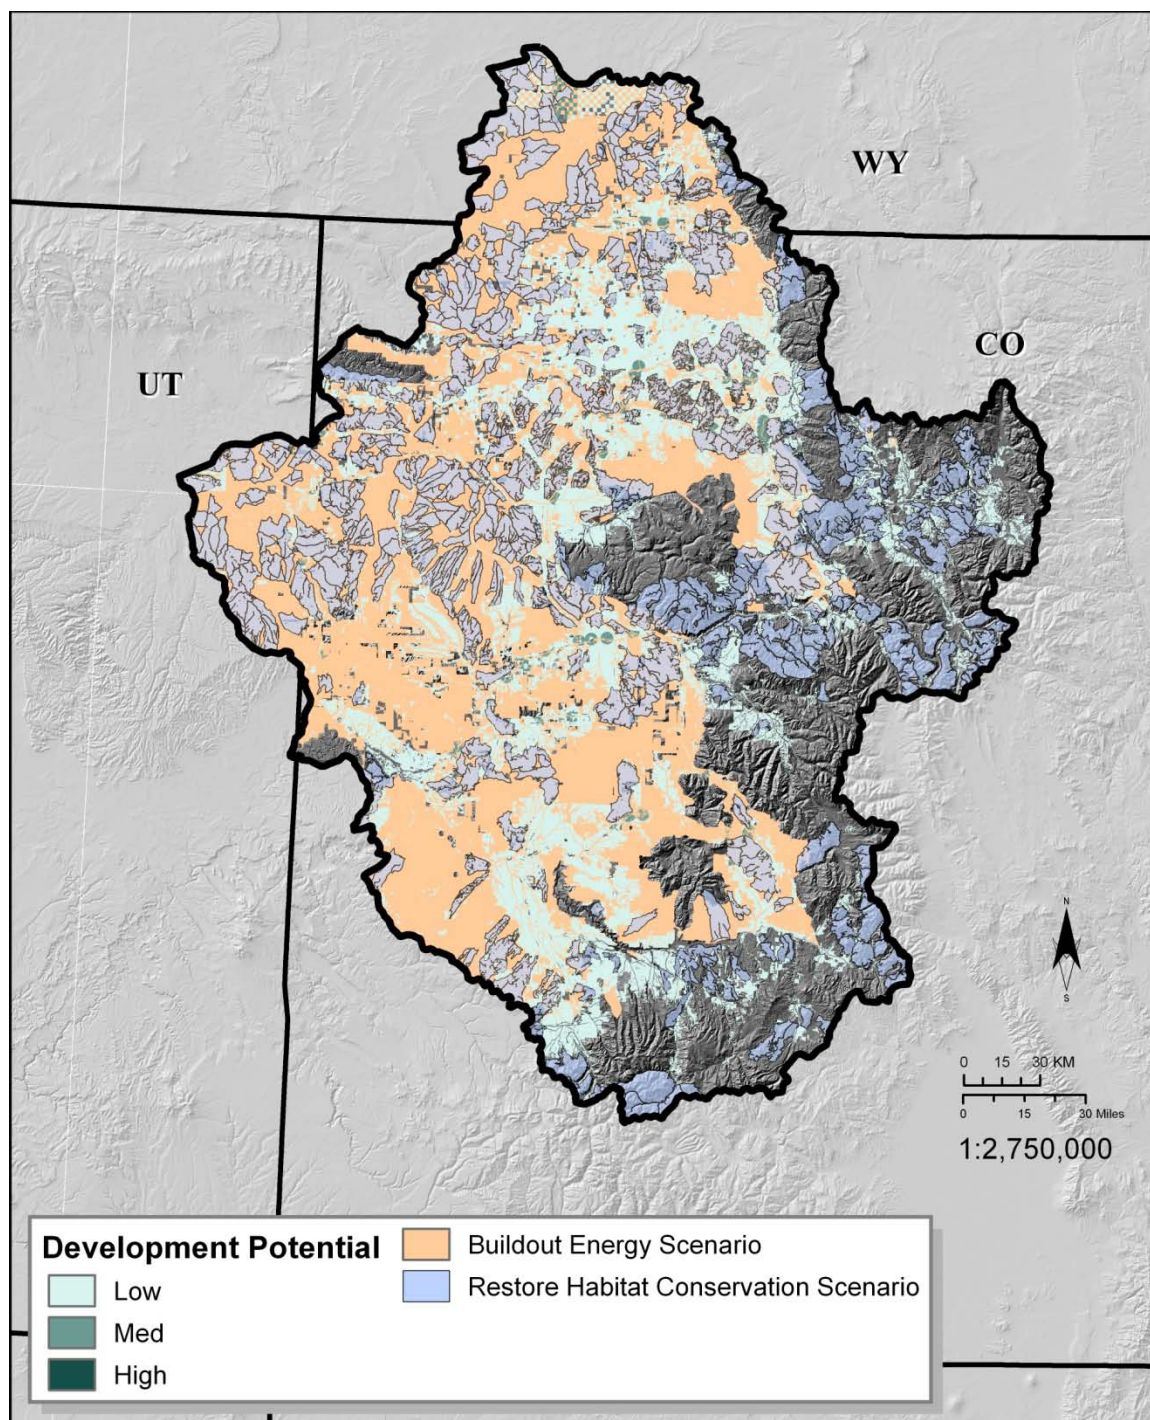 WY
CO
UT
N
S
0 15 30 KM
0 15 30 Miles
1:2,750,000
Development Potential
Low
Med
High
Buildout Energy Scenario
Restore Habitat Conservation Scenario